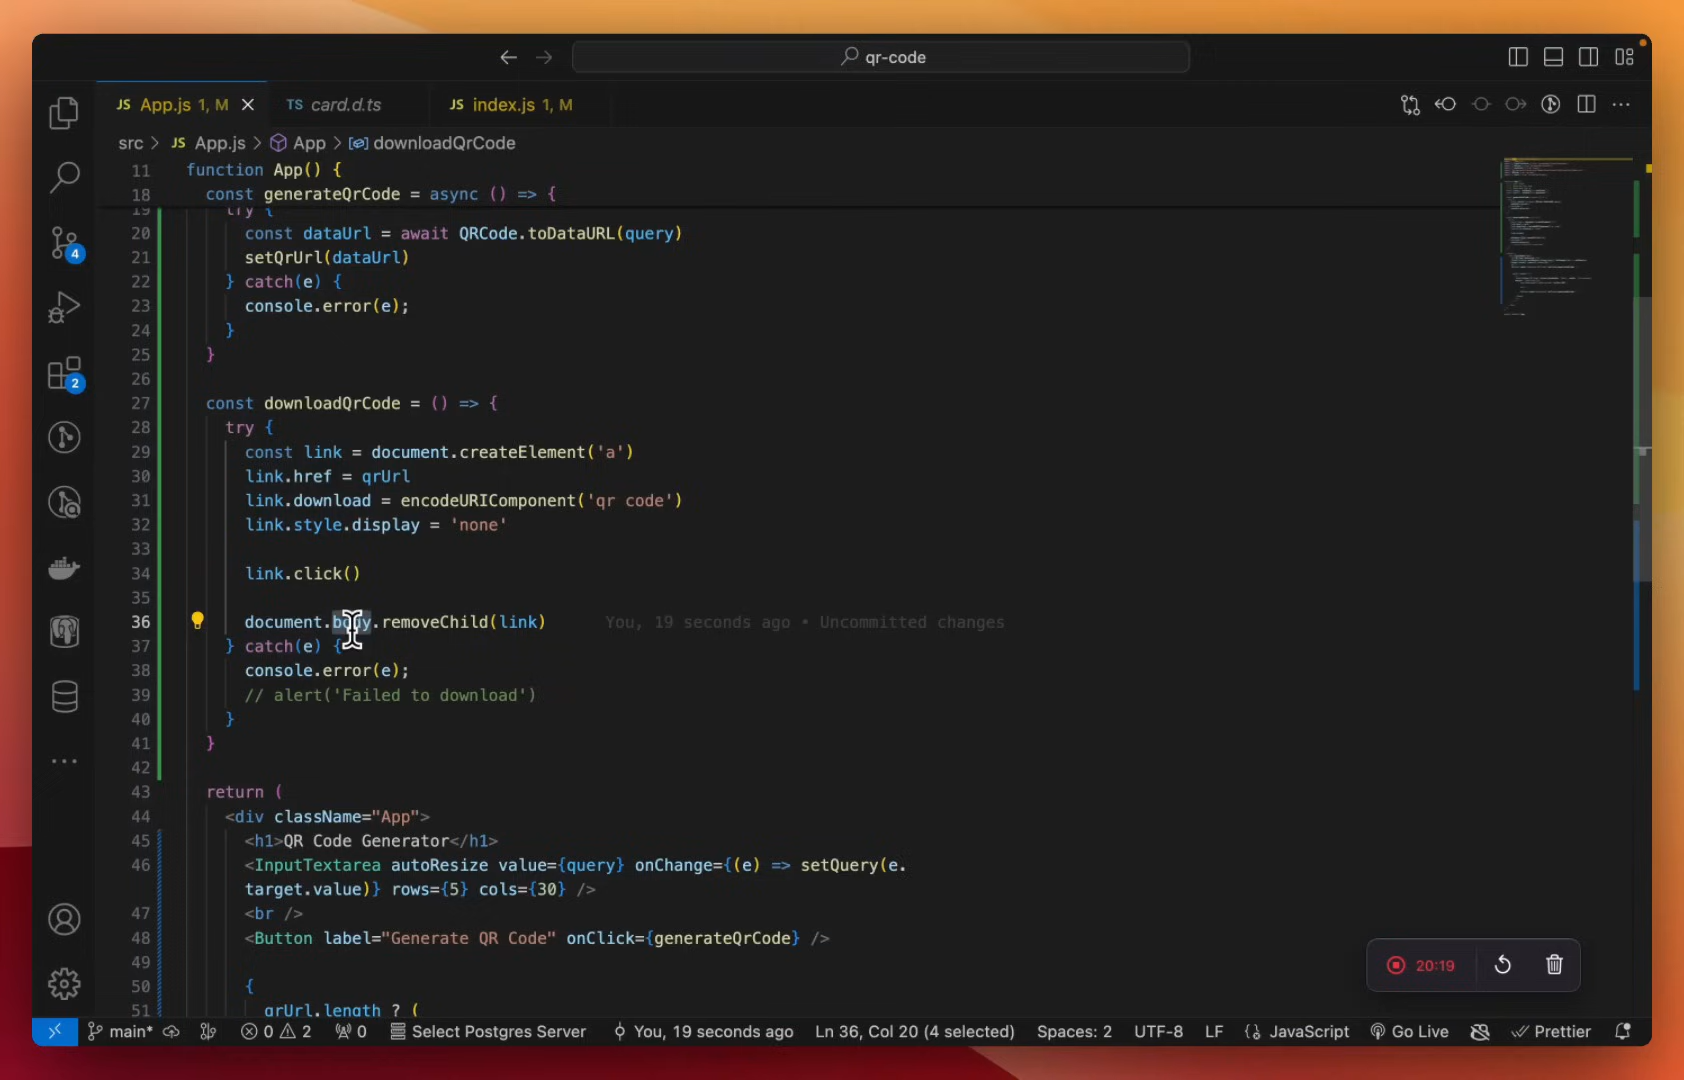 qr-code
JS App.js 1, M
TS card.d.ts
JS index.js 1, M
src > JS App.js > App > downloadQrCode
11 function App() {
18 const generateQrCode = async () => {
19 try {
20 const dataUrl = await QRCode.toDataURL(query)
21 setQrUrl(dataUrl)
22 } catch(e) {
23 console.error(e);
24 }
25 }
26
27 const downloadQrCode = () => {
28 try {
29 const link = document.createElement('a')
30 link.href = qrUrl
31 link.download = encodeURIComponent('qr code')
32 link.style.display = 'none'
33
34 link.click()
35
36 document.body.removeChild(link) You, 19 seconds ago • Uncommitted changes
37 } catch(e) {
38 console.error(e);
39 // alert('Failed to download')
40 }
41 }
42
43 return (
44 <div className="App">
45 <h1>QR Code Generator</h1>
46 <InputTextarea autoResize value={query} onChange={(e) => setQuery(e.
target.value)} rows={5} cols={30} />
47 <br />
48 <Button label="Generate QR Code" onClick={generateQrCode} />
49
50 {
51 qrUrl.length ? (
4
2
20:19
main* 0 2 0 Select Postgres Server You, 19 seconds ago Ln 36, Col 20 (4 selected) Spaces: 2 UTF-8 LF {} JavaScript Go Live Prettier